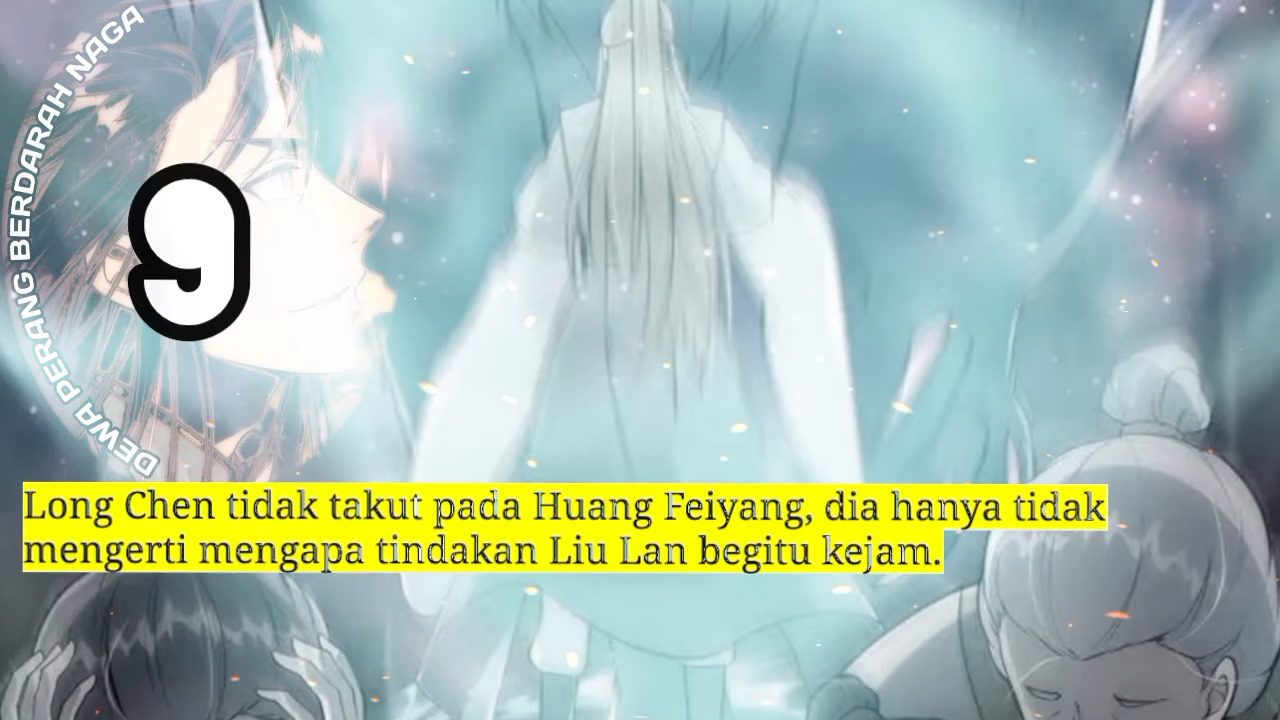 DEWA PERANG BERDARAH NAGA
9
Long Chen tidak takut pada Huang Feiyang, dia hanya tidak
mengerti mengapa tindakan Liu Lan begitu kejam.